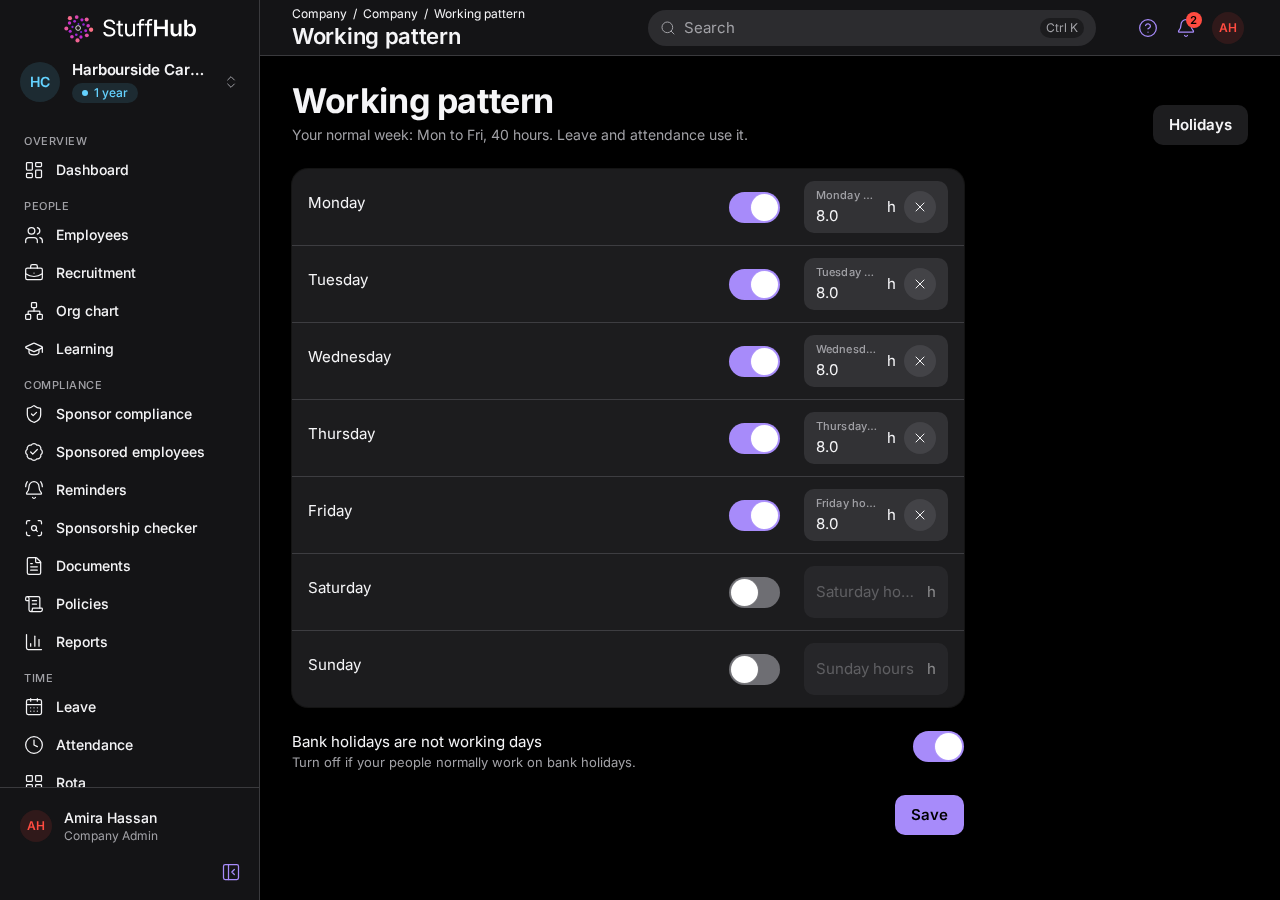 StuffHub
HC
Harbourside Car...
1 year
OVERVIEW
Dashboard
PEOPLE
Employees
Recruitment
Org chart
Learning
COMPLIANCE
Sponsor compliance
Sponsored employees
Reminders
Sponsorship checker
Documents
Policies
Reports
TIME
Leave
Attendance
Rota
AH
Amira Hassan
Company Admin
Company / Company / Working pattern
Working pattern
Search
Ctrl K
2
AH
Working pattern
Your normal week: Mon to Fri, 40 hours. Leave and attendance use it.
Holidays
Monday
Monday ...
8.0
h
Tuesday
Tuesday ...
8.0
h
Wednesday
Wednesd...
8.0
h
Thursday
Thursday...
8.0
h
Friday
Friday ho...
8.0
h
Saturday
Saturday ho...
h
Sunday
Sunday hours
h
Bank holidays are not working days
Turn off if your people normally work on bank holidays.
Save